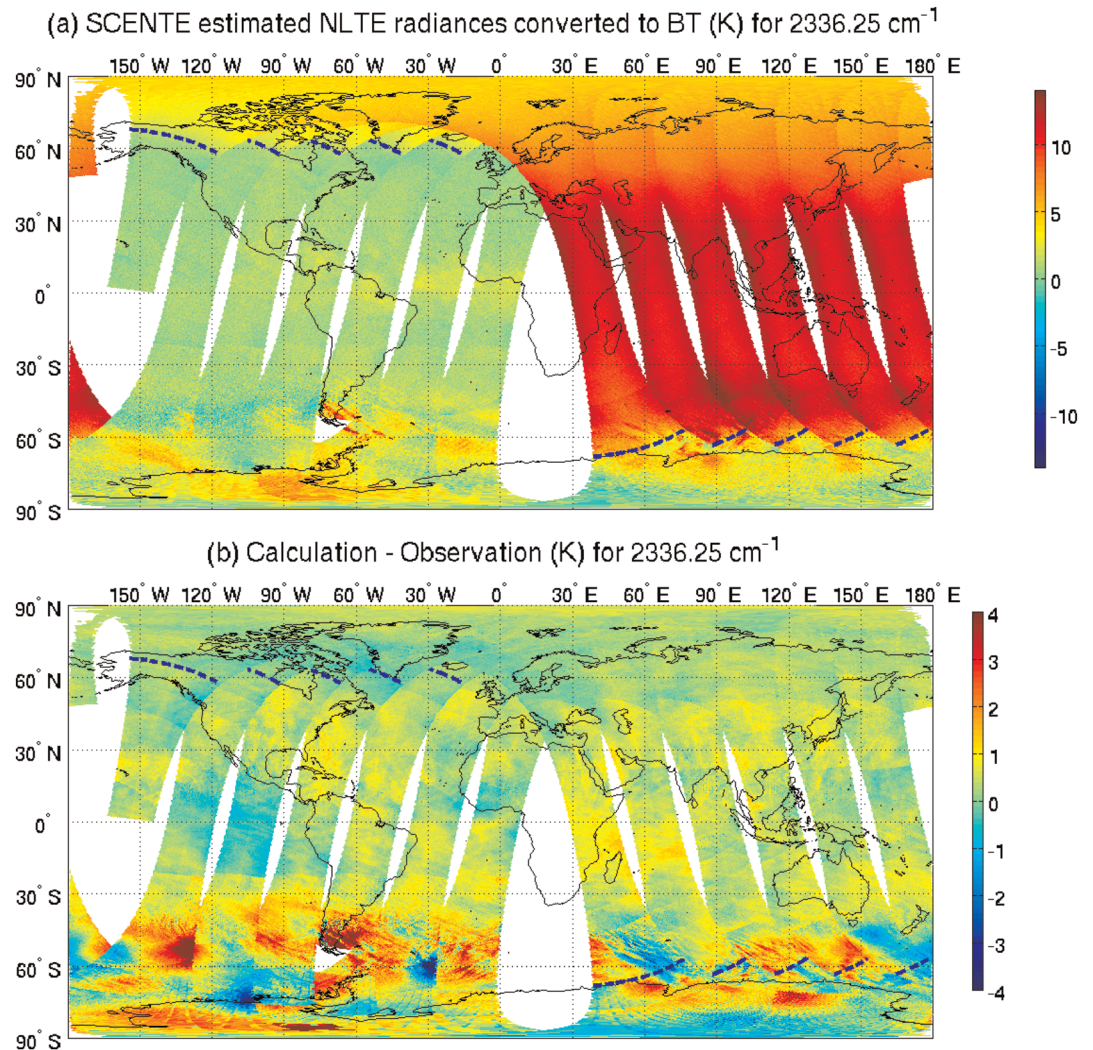 (a) SCENTE estimated NLTE radiances converted to BT (K) for 2336.25 cm⁻¹
150° W 120° W 90° W 60° W 30° W 0° 30° E 60° E 90° E 120° E 150° E 180° E
90° N
60° N
30° N
0°
30° S
60° S
90° S
10
5
0
-5
-10
(b) Calculation - Observation (K) for 2336.25 cm⁻¹
150° W 120° W 90° W 60° W 30° W 0° 30° E 60° E 90° E 120° E 150° E 180° E
90° N
60° N
30° N
0°
30° S
60° S
90° S
4
3
2
1
0
-1
-2
-3
-4